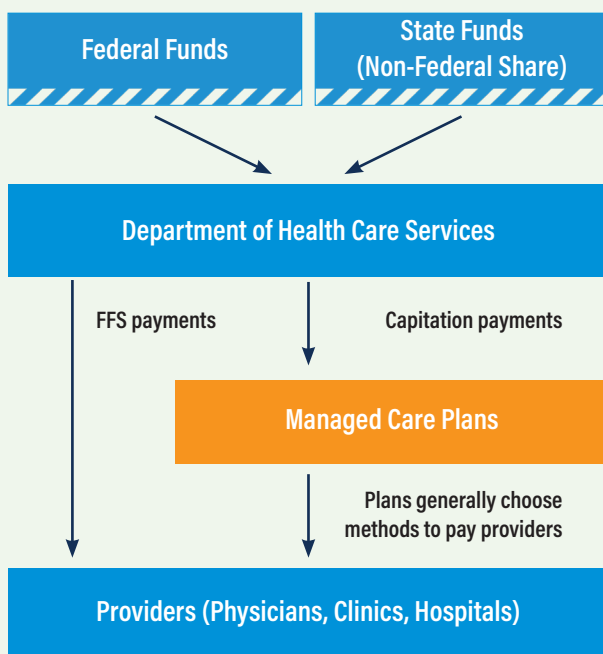 Federal Funds
State Funds
(Non-Federal Share)
Department of Health Care Services
FFS payments
Capitation payments
Managed Care Plans
Plans generally choose
methods to pay providers
Providers (Physicians, Clinics, Hospitals)